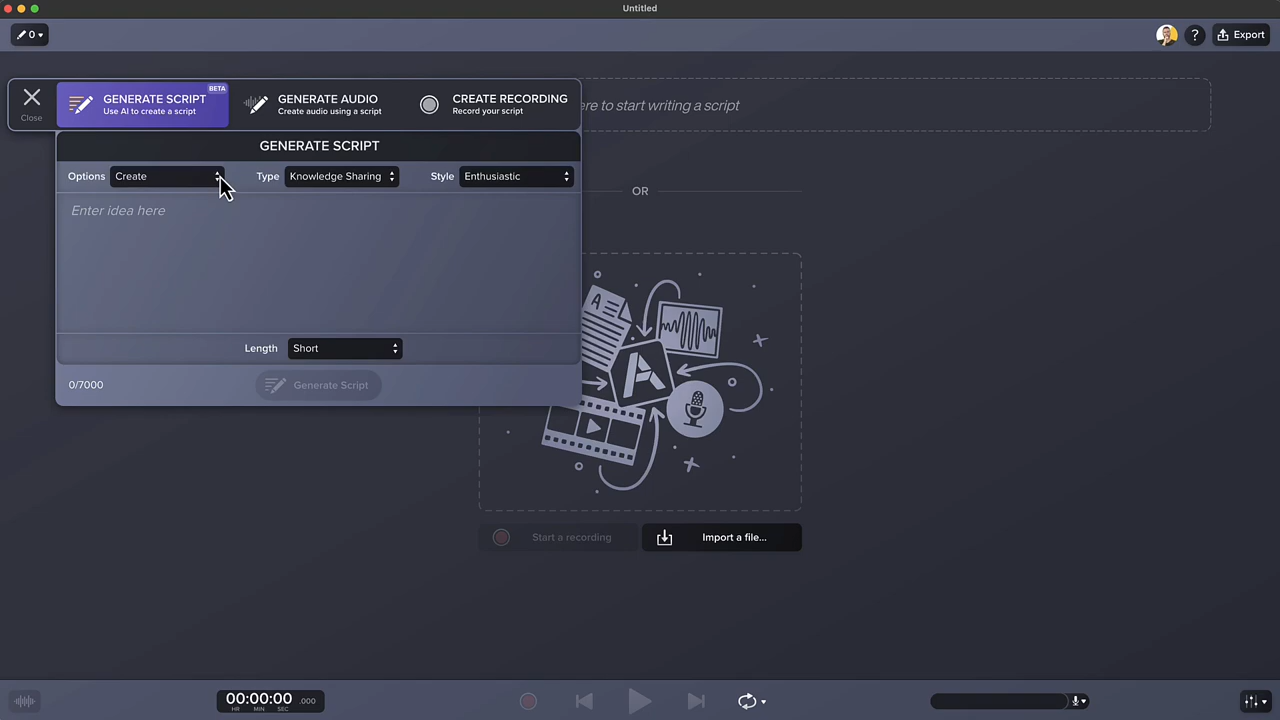 Untitled
0
?
Export
Close
GENERATE SCRIPT
BETA
Use AI to create a script
GENERATE AUDIO
Create audio using a script
CREATE RECORDING
Record your script
ere to start writing a script
GENERATE SCRIPT
Options Create
Type Knowledge Sharing
Style Enthusiastic
OR
Enter idea here
A
Length Short
0/7000
Generate Script
Start a recording
Import a file...
00:00:00 .000
HR MIN SEC